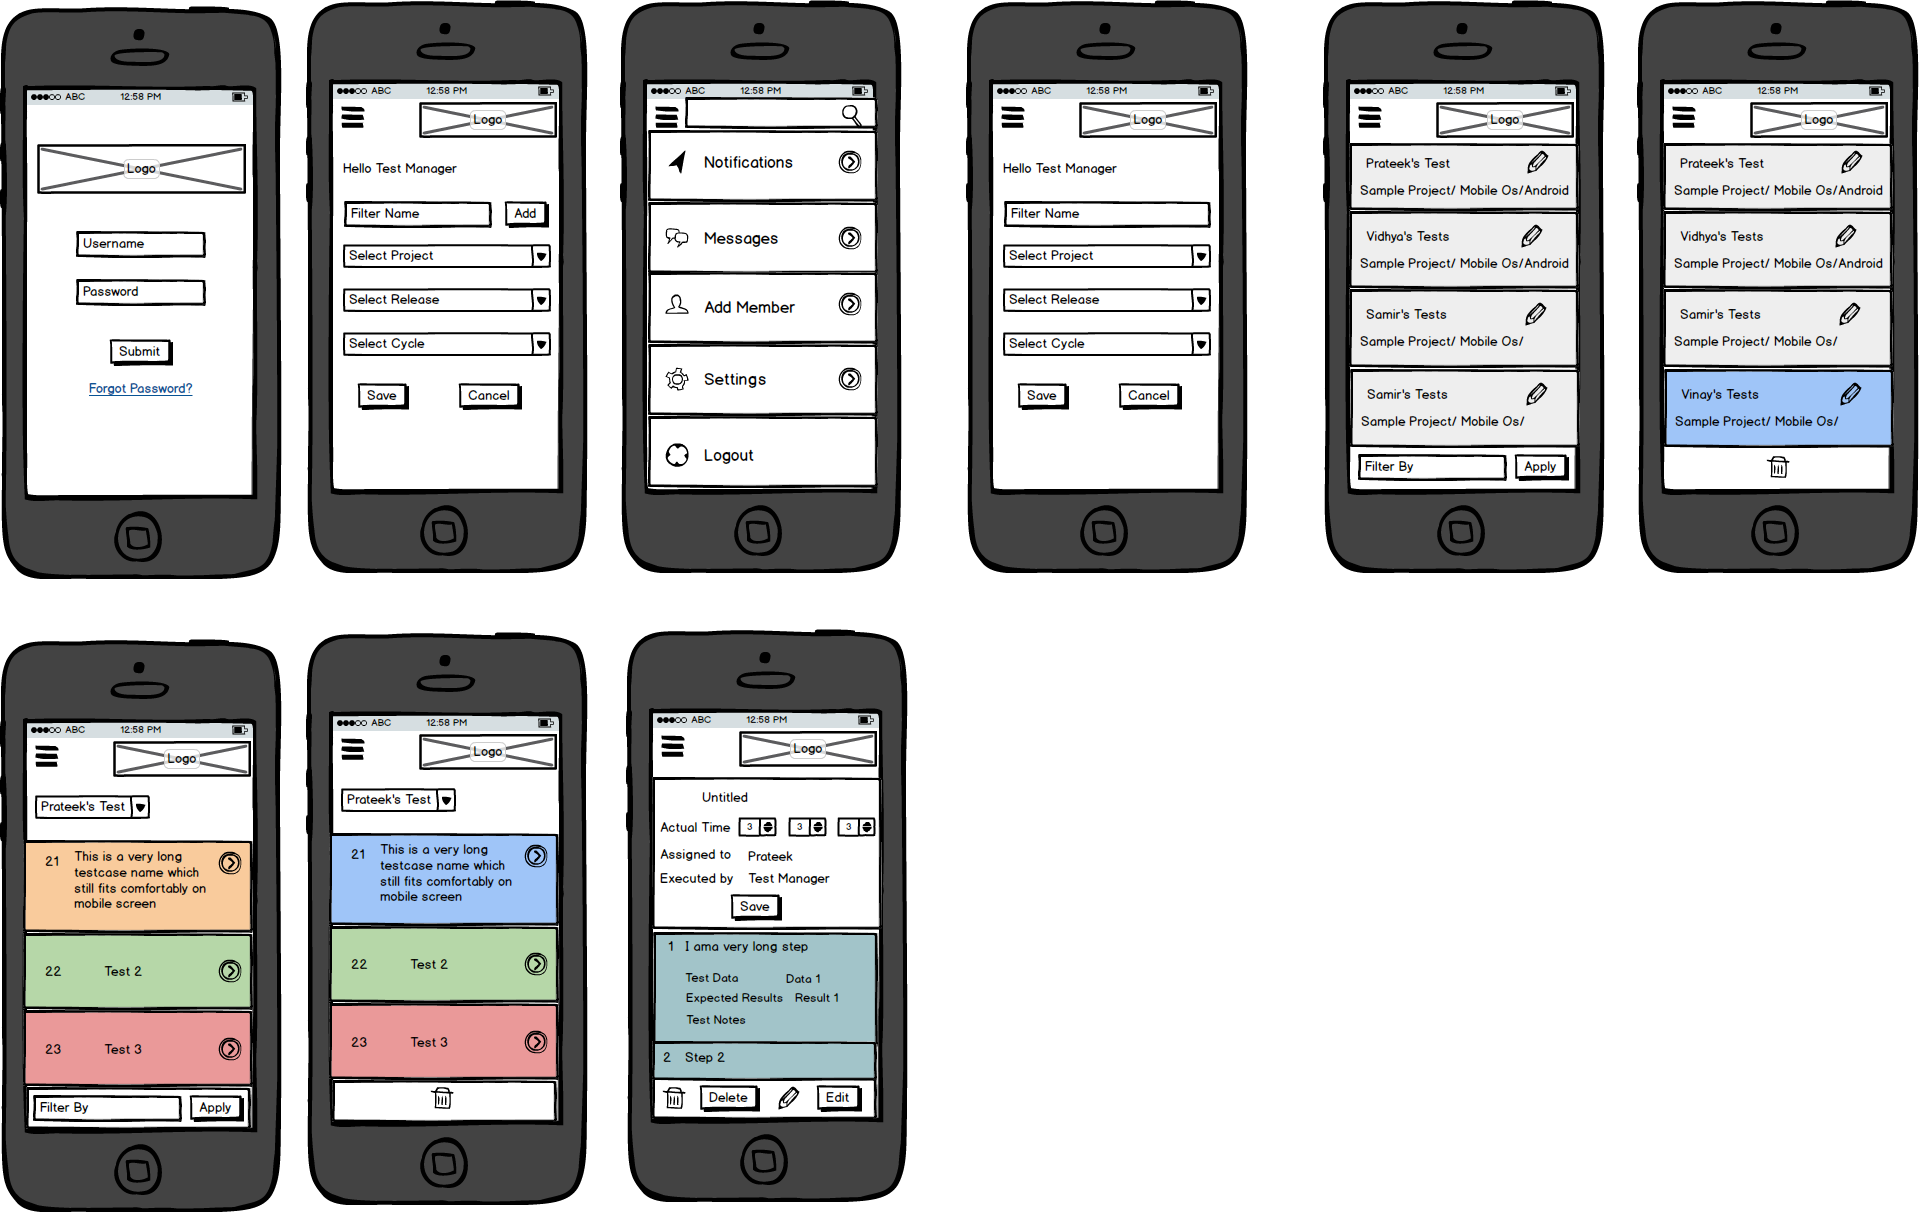 ABC 12:58 PM
Logo
Username
Password
Submit
Forgot Password?
ABC 12:58 PM
Logo
Hello Test Manager
Filter Name Add
Select Project
Select Release
Select Cycle
Save Cancel
ABC 12:58 PM
Notifications
Messages
Add Member
Settings
Logout
ABC 12:58 PM
Logo
Hello Test Manager
Filter Name
Select Project
Select Release
Select Cycle
Save Cancel
ABC 12:58 PM
Logo
Prateek's Test
Sample Project/ Mobile Os/Android
Vidhya's Tests
Sample Project/ Mobile Os/Android
Samir's Tests
Sample Project/ Mobile Os/
Samir's Tests
Sample Project/ Mobile Os/
Filter By Apply
ABC 12:58 PM
Logo
Prateek's Test
Sample Project/ Mobile Os/Android
Vidhya's Tests
Sample Project/ Mobile Os/Android
Samir's Tests
Sample Project/ Mobile Os/
Vinay's Tests
Sample Project/ Mobile Os/
ABC 12:58 PM
Logo
Prateek's Test
21 This is a very long
testcase name which
still fits comfortably on
mobile screen
22 Test 2
23 Test 3
Filter By Apply
ABC 12:58 PM
Logo
Prateek's Test
21 This is a very long
testcase name which
still fits comfortably on
mobile screen
22 Test 2
23 Test 3
ABC 12:58 PM
Logo
Untitled
Actual Time 3 3 3
Assigned to Prateek
Executed by Test Manager
Save
1 I ama very long step
Test Data Data 1
Expected Results Result 1
Test Notes
2 Step 2
Delete Edit